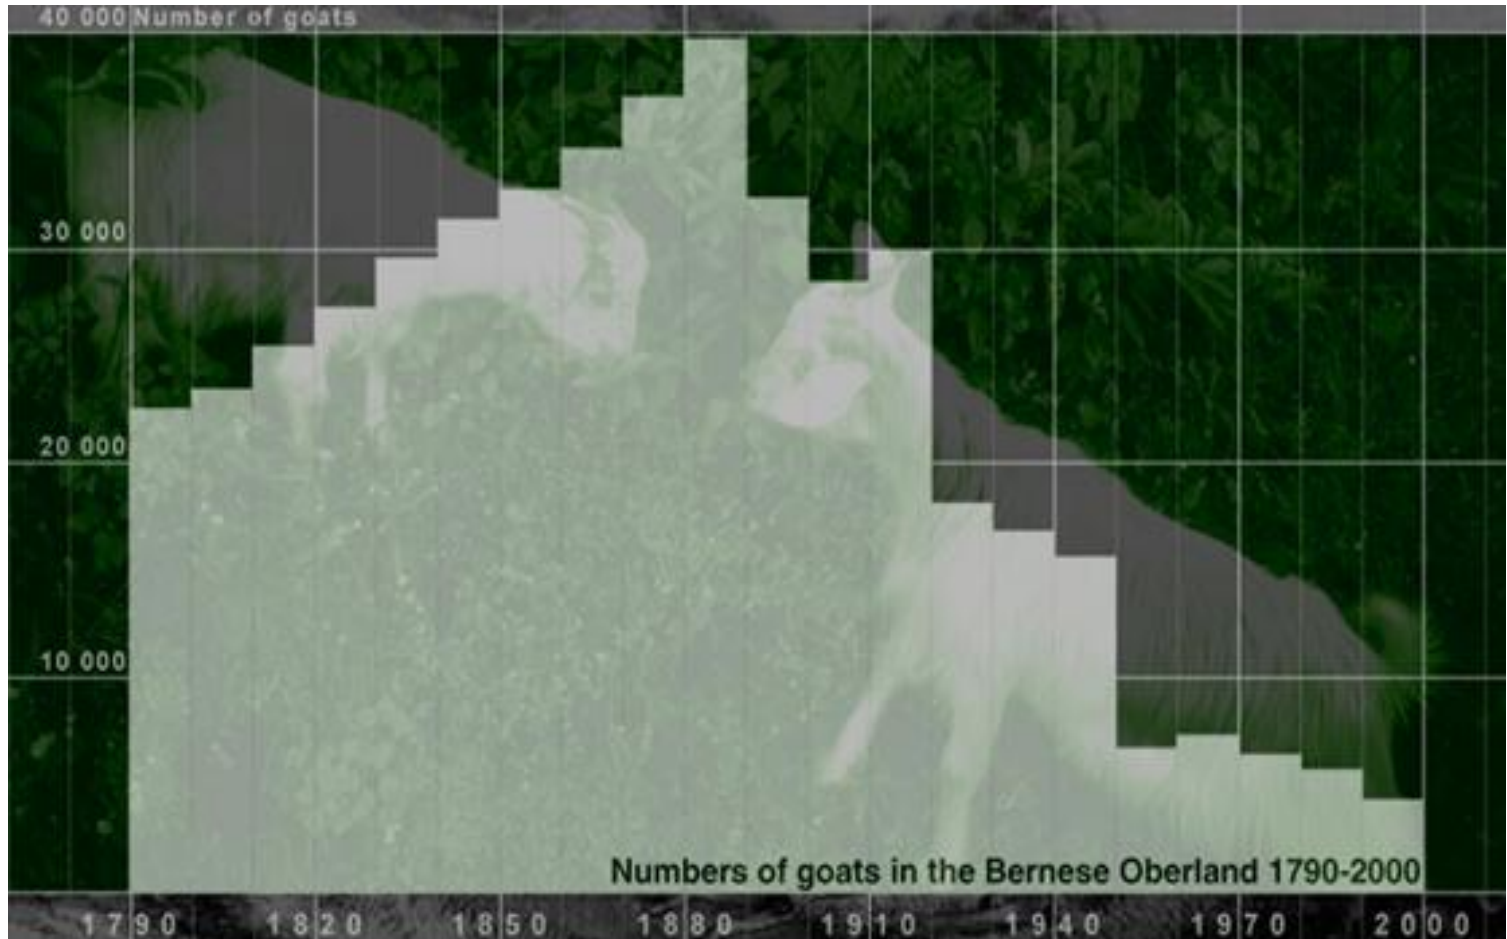 40 000 Number of goats
30 000
20 000
10 000
Numbers of goats in the Bernese Oberland 1790-2000
1790 1820 1850 1880 1910 1940 1970 2000